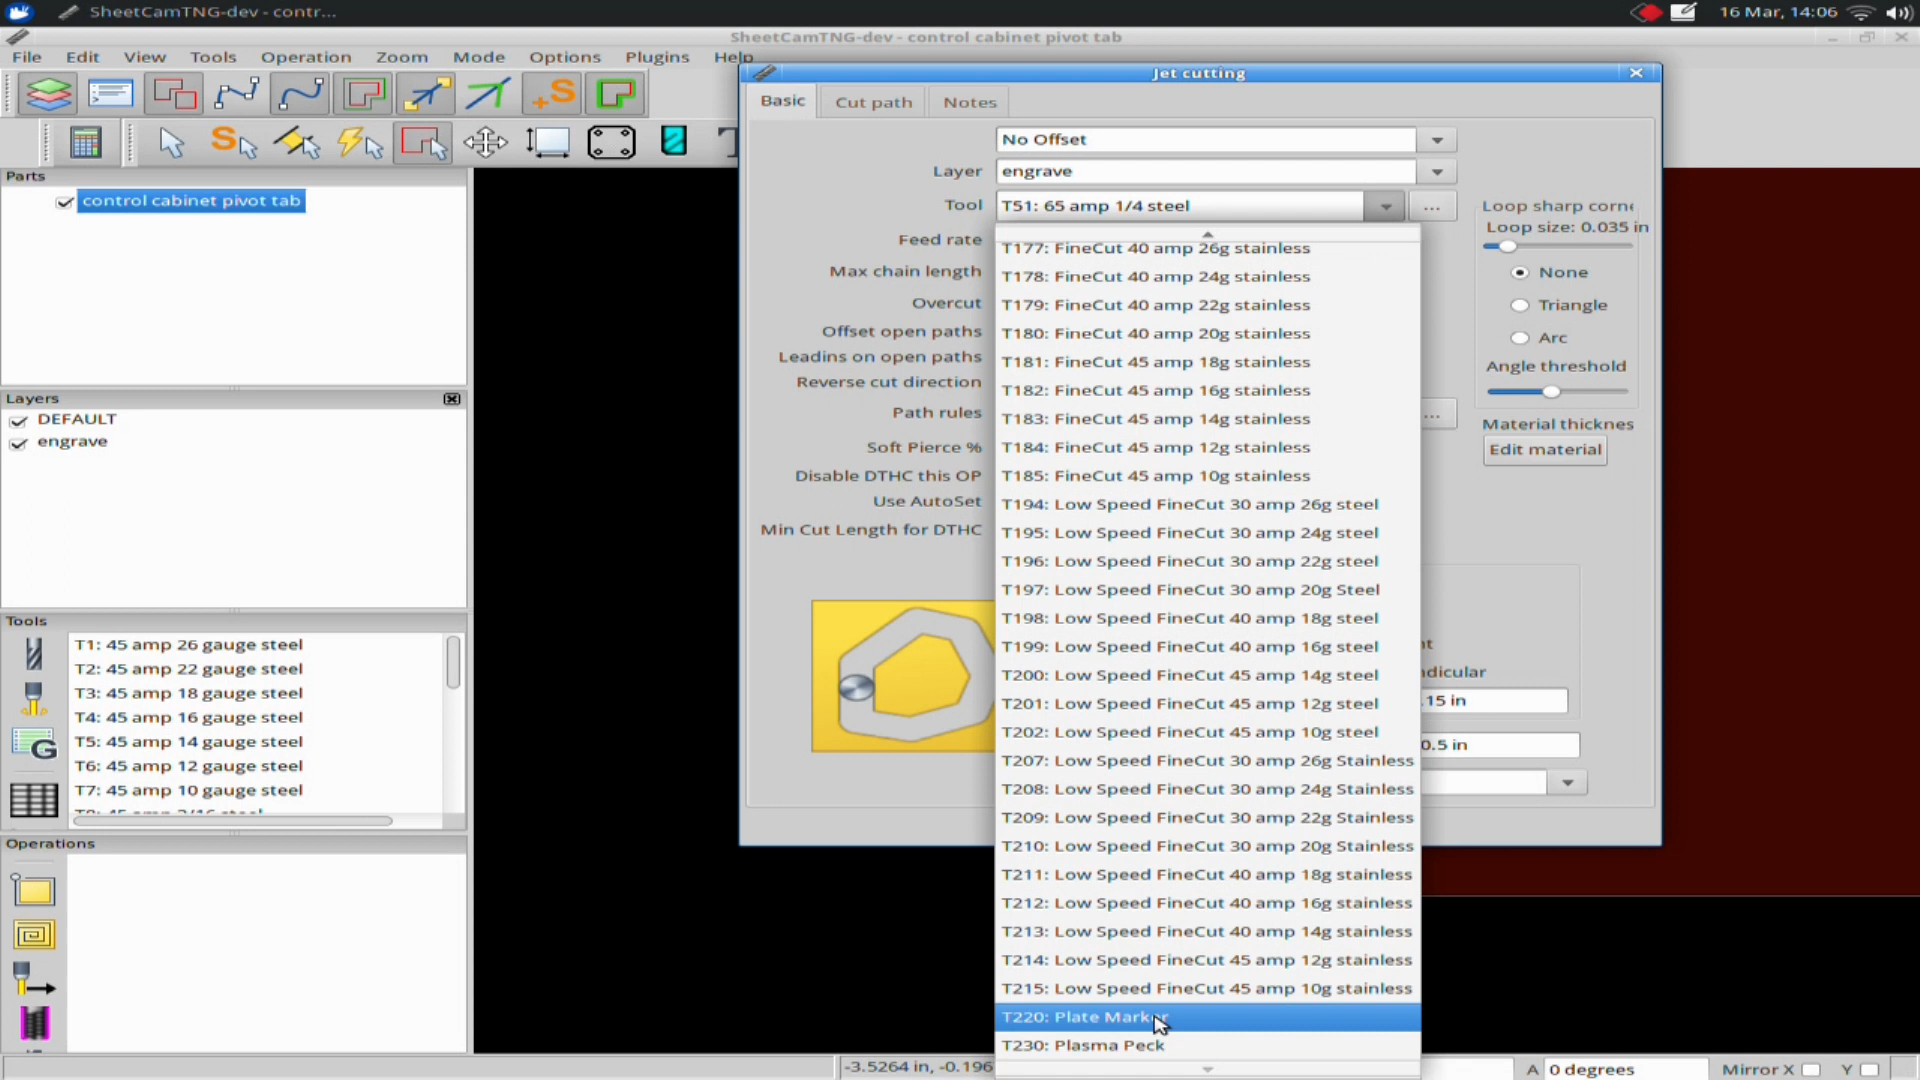 SheetCamTNG-dev - contr...
16 Mar, 14:06
SheetCamTNG-dev - control cabinet pivot tab
File Edit View Tools Operation Zoom Mode Options Plugins Help
Jet cutting
Basic Cut path Notes
No Offset
Layer engrave
Tool T51: 65 amp 1/4 steel ...
Feed rate
Max chain length
Overcut
Offset open paths
Leadins on open paths
Reverse cut direction
Path rules ...
Soft Pierce %
Disable DTHC this OP
Use AutoSet
Min Cut Length for DTHC
T177: FineCut 40 amp 26g stainless
T178: FineCut 40 amp 24g stainless
T179: FineCut 40 amp 22g stainless
T180: FineCut 40 amp 20g stainless
T181: FineCut 45 amp 18g stainless
T182: FineCut 45 amp 16g stainless
T183: FineCut 45 amp 14g stainless
T184: FineCut 45 amp 12g stainless
T185: FineCut 45 amp 10g stainless
T194: Low Speed FineCut 30 amp 26g steel
T195: Low Speed FineCut 30 amp 24g steel
T196: Low Speed FineCut 30 amp 22g steel
T197: Low Speed FineCut 30 amp 20g Steel
T198: Low Speed FineCut 40 amp 18g steel
T199: Low Speed FineCut 40 amp 16g steel
T200: Low Speed FineCut 45 amp 14g steel
T201: Low Speed FineCut 45 amp 12g steel
T202: Low Speed FineCut 45 amp 10g steel
T207: Low Speed FineCut 30 amp 26g Stainless
T208: Low Speed FineCut 30 amp 24g Stainless
T209: Low Speed FineCut 30 amp 22g Stainless
T210: Low Speed FineCut 30 amp 20g Stainless
T211: Low Speed FineCut 40 amp 18g stainless
T212: Low Speed FineCut 40 amp 16g stainless
T213: Low Speed FineCut 40 amp 14g stainless
T214: Low Speed FineCut 45 amp 12g stainless
T215: Low Speed FineCut 45 amp 10g stainless
T220: Plate Marker
T230: Plasma Peck
Loop sharp corne
Loop size: 0.035 in
None
Triangle
Arc
Angle threshold
Material thicknes
Edit material
nt
ndicular
.15 in
0.5 in
Parts
control cabinet pivot tab
Layers
DEFAULT
engrave
Tools
T1: 45 amp 26 gauge steel
T2: 45 amp 22 gauge steel
T3: 45 amp 18 gauge steel
T4: 45 amp 16 gauge steel
T5: 45 amp 14 gauge steel
T6: 45 amp 12 gauge steel
T7: 45 amp 10 gauge steel
Operations
-3.5264 in, -0.196
A 0 degrees Mirror X Y